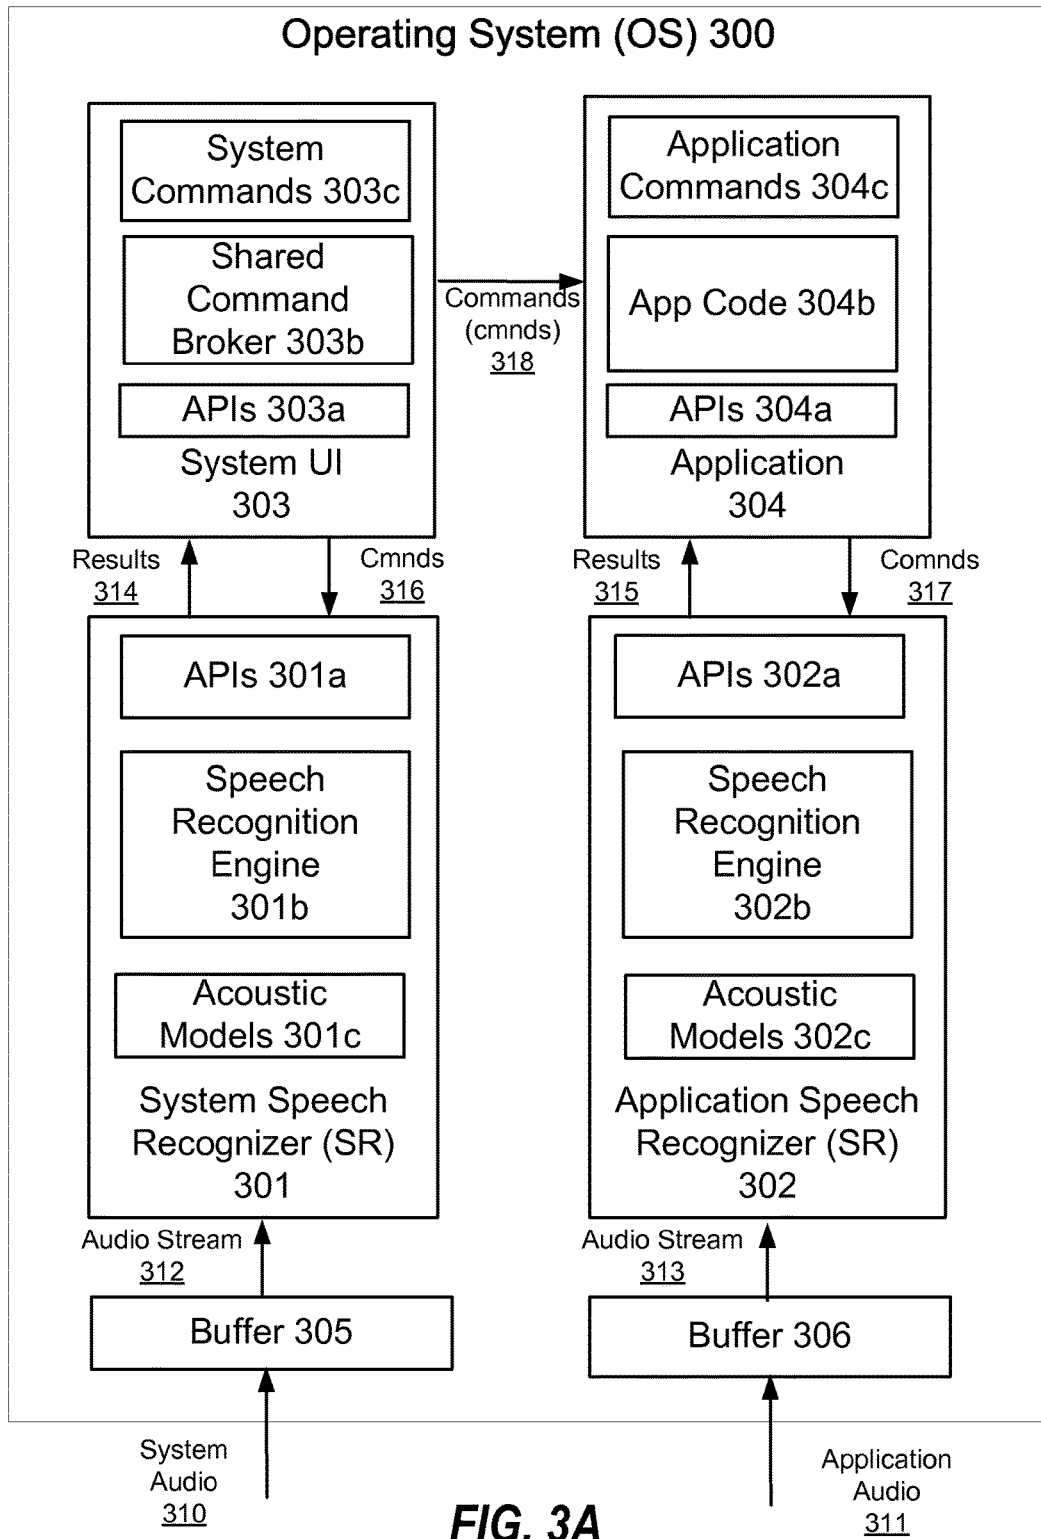 Operating System (OS) 300
System
Commands 303c
Shared
Command
Broker 303b
APIs 303a
System UI
303
Commands
(cmnds)
318
Application
Commands 304c
App Code 304b
APIs 304a
Application
304
Results
314
Cmnds
316
Results
315
Comnds
317
APIs 301a
Speech
Recognition
Engine
301b
Acoustic
Models 301c
System Speech
Recognizer (SR)
301
APIs 302a
Speech
Recognition
Engine
302b
Acoustic
Models 302c
Application Speech
Recognizer (SR)
302
Audio Stream
312
Audio Stream
313
Buffer 305
Buffer 306
System
Audio
310
Application
Audio
311
FIG. 3A